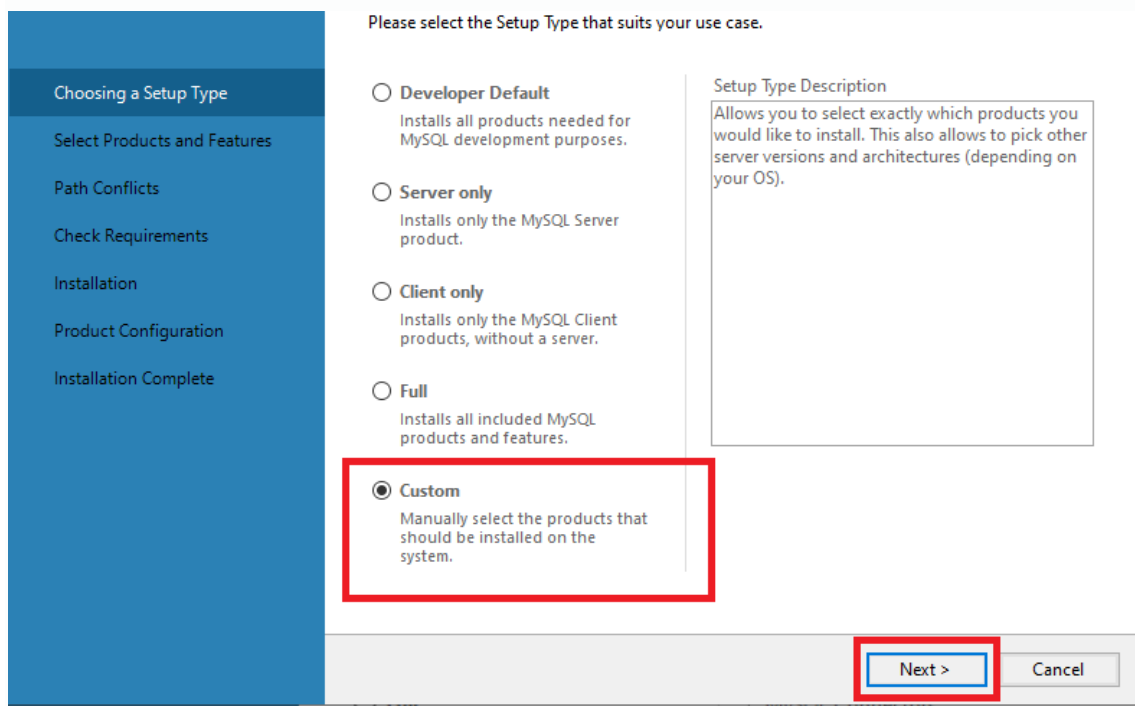 Please select the Setup Type that suits your use case.
Choosing a Setup Type
Select Products and Features
Path Conflicts
Check Requirements
Installation
Product Configuration
Installation Complete
Developer Default
Installs all products needed for
MySQL development purposes.
Server only
Installs only the MySQL Server
product.
Client only
Installs only the MySQL Client
products, without a server.
Full
Installs all included MySQL
products and features.
Custom
Manually select the products that
should be installed on the
system.
Setup Type Description
Allows you to select exactly which products you
would like to install. This also allows to pick other
server versions and architectures (depending on
your OS).
Next >
Cancel